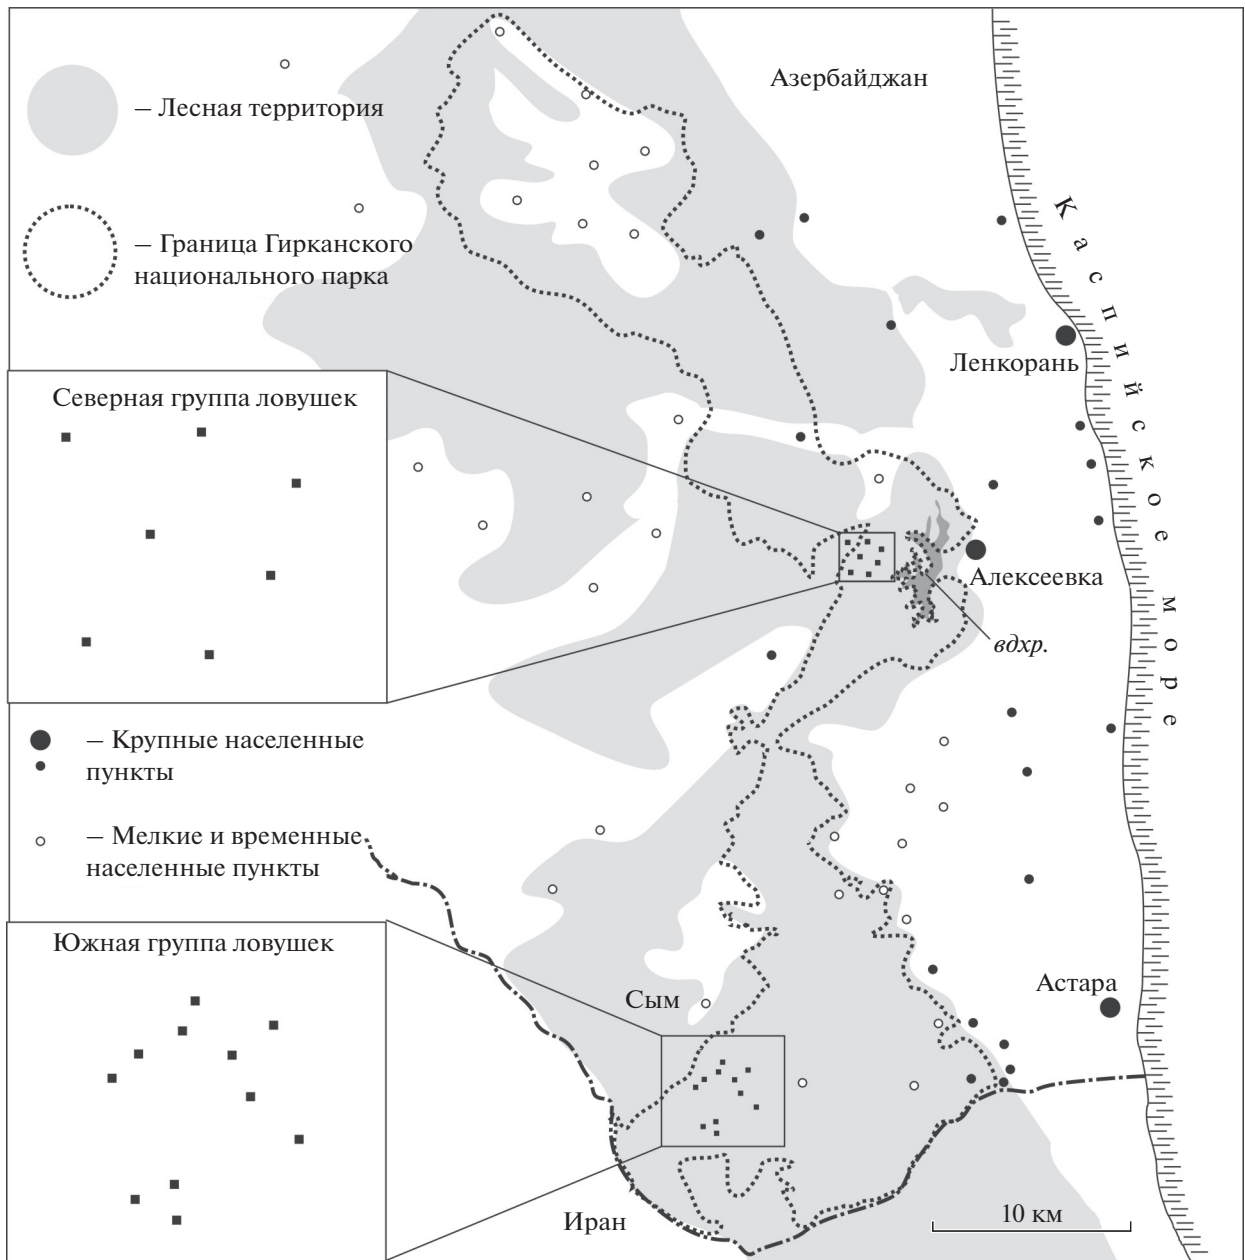 Азербайджан
– Лесная территория
– Граница Гирканского
национального парка
Каспийское море
Ленкорань
Северная группа ловушек
Алексеевка
вдхр.
– Крупные населенные
пункты
– Мелкие и временные
населенные пункты
Южная группа ловушек
Сым
Астара
Иран
10 км